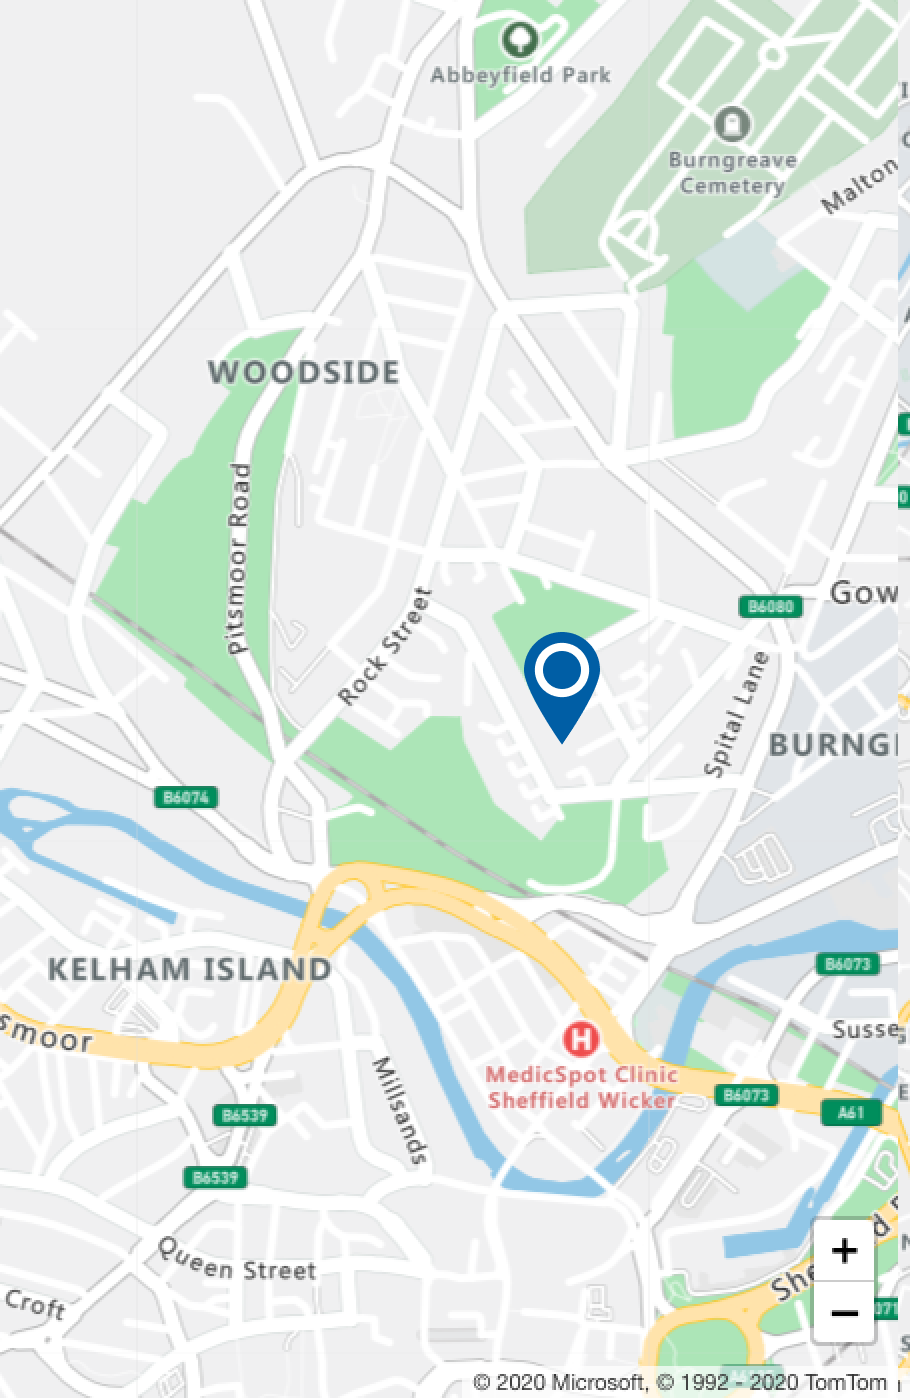 Abbeyfield Park
Burngreave
Cemetery
Malton
WOODSIDE
Pitsmoor Road
B6080
Gow
Rock Street
Spital Lane
BURNG
B6074
B6073
KELHAM ISLAND
smoor
Susse
H
MedicSpot Clinic
Sheffield Wicker
Millsands
B6073
A61
B6539
B6539
Queen Street
She
d
Croft
+
−
071
© 2020 Microsoft, © 1992 - 2020 TomTom